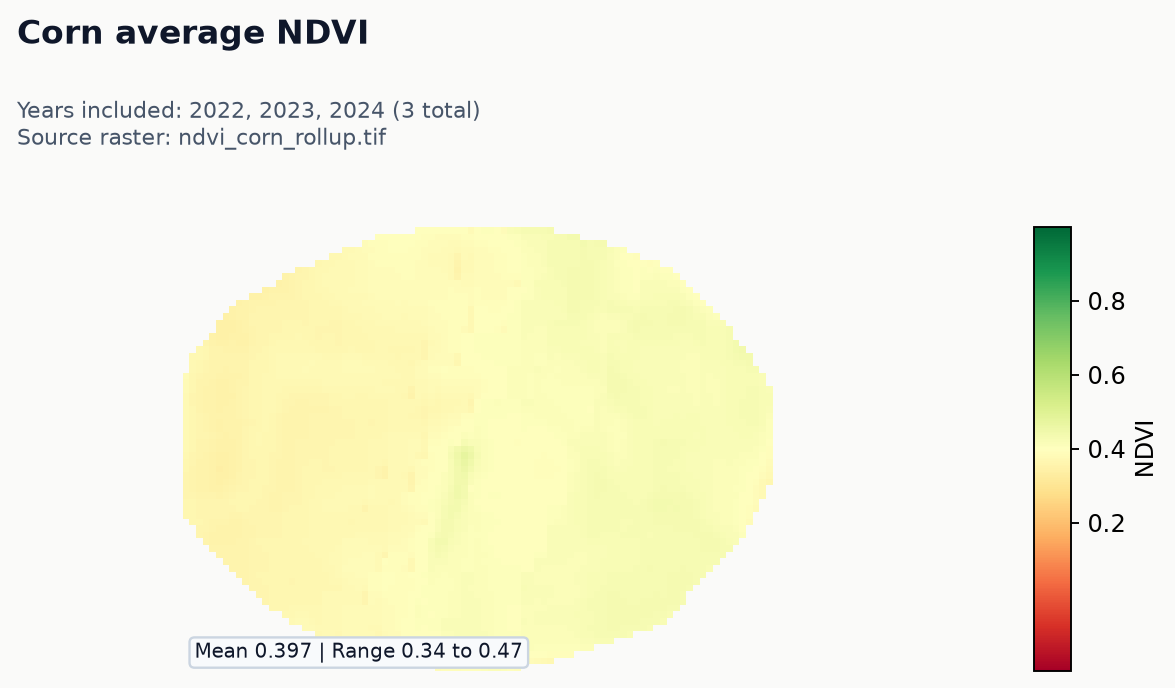 Corn average NDVI
Years included: 2022, 2023, 2024 (3 total)
Source raster: ndvi_corn_rollup.tif
0.8
0.6
0.4
0.2
NDVI
Mean 0.397 | Range 0.34 to 0.47